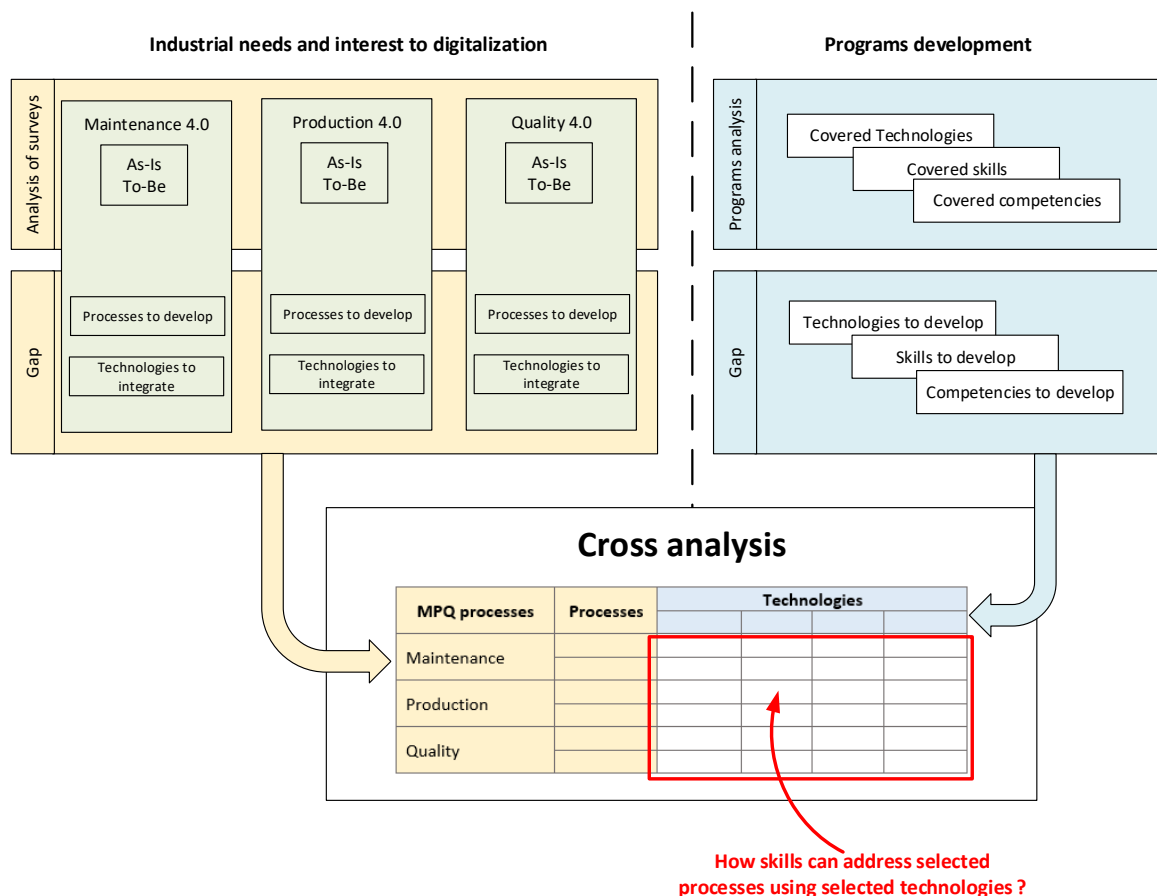 Industrial needs and interest to digitalization
Programs development
Analysis of surveys
Maintenance 4.0
As-Is
To-Be
Production 4.0
As-Is
To-Be
Quality 4.0
As-Is
To-Be
Gap
Processes to develop
Technologies to
integrate
Processes to develop
Technologies to
integrate
Processes to develop
Technologies to
integrate
Programs analysis
Covered Technologies
Covered skills
Covered competencies
Gap
Technologies to develop
Skills to develop
Competencies to develop
Cross analysis
MPQ processes
Processes
Technologies
Maintenance
Production
Quality
How skills can address selected
processes using selected technologies ?